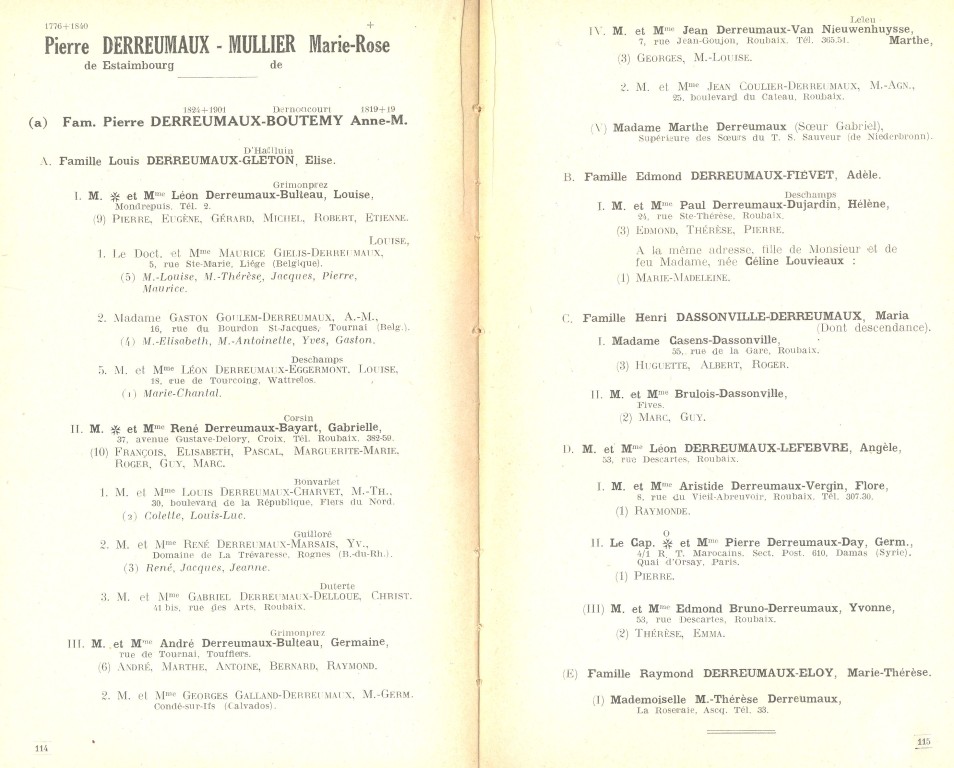 1776+1840 +
Pierre DERREUMAUX - MULLIER Marie-Rose
de Estaimbourg de
1824+1901 Dernoncourt 1819+19
(a) Fam. Pierre DERREUMAUX-BOUTEMY Anne-M.
D'Halluin
A. Famille Louis DERREUMAUX-GLETON, Elise.
Grimonprez
I. M. ✻ et Mme Léon Derreumaux-Bulteau, Louise,
Mondrepuis. Tél. 2.
(9) PIERRE, EUGÈNE, GÉRARD, MICHEL, ROBERT, ETIENNE.
LOUISE,
1. Le Doct. et Mme MAURICE GIELIS-DERREUMAUX,
5, rue Ste-Marie, Liége (Belgique).
(5) M.-Louise, M.-Thérèse, Jacques, Pierre,
Maurice.
2. Madame GASTON GOULEM-DERREUMAUX, A.-M.,
16, rue du Bourdon St-Jacques, Tournai (Belg.).
(4) M.-Elisabeth, M.-Antoinette, Yves, Gaston.
Deschamps
5. M. et Mme LÉON DERREUMAUX-EGGERMONT, LOUISE,
18, rue de Tourcoing, Wattrelos.
(1) Marie-Chantal.
Corsin
II. M. ✻ et Mme René Derreumaux-Bayart, Gabrielle,
37, avenue Gustave-Delory, Croix. Tél. Roubaix. 382-50.
(10) FRANÇOIS, ELISABETH, PASCAL, MARGUERITE-MARIE,
ROGER, GUY, MARC.
Bonvarlet
1. M. et Mme LOUIS DERREUMAUX-CHARVET, M.-TH.,
30, boulevard de la République, Flers du Nord.
(2) Colette, Louis-Luc.
Guilloré
2. M. et Mme RENÉ DERREUMAUX-MARSAIS, YV.,
Domaine de La Trévaresse, Rognes (B.-du-Rh.).
(3) René, Jacques, Jeanne.
Duterte
3. M. et Mme GABRIEL DERREUMAUX-DELLOUE, CHRIST.
41 bis, rue des Arts, Roubaix.
Grimonprez
III. M. et Mme André Derreumaux-Bulteau, Germaine,
rue de Tournai, Toufflers.
(6) ANDRÉ, MARTHE, ANTOINE, BERNARD, RAYMOND.
2. M. et Mme GEORGES GALLAND-DERREUMAUX, M.-GERM.
Condé-sur-Ifs (Calvados).
114
Leleu
IV. M. et Mme Jean Derreumaux-Van Nieuwenhuysse,
7, rue Jean-Goujon, Roubaix. Tél. 365.51. Marthe,
(3) GEORGES, M.-LOUISE.
2. M. et Mme JEAN COULIER-DERREUMAUX, M.-AGN.,
25, boulevard du Cateau, Roubaix.
(V) Madame Marthe Derreumaux (Sœur Gabriel),
Supérieure des Sœurs du T. S. Sauveur (de Niederbronn).
B. Famille Edmond DERREUMAUX-FIÉVET, Adèle.
Deschamps
I. M. et Mme Paul Derreumaux-Dujardin, Hélène,
24, rue Ste-Thérèse, Roubaix.
(3) EDMOND, THÉRÈSE, PIERRE.
A la même adresse, fille de Monsieur et de
feu Madame, née Céline Louvieaux :
(1) MARIE-MADELEINE.
C. Famille Henri DASSONVILLE-DERREUMAUX, Maria
(Dont descendance).
I. Madame Casens-Dassonville,
55, rue de la Gare, Roubaix.
(3) HUGUETTE, ALBERT, ROGER.
II. M. et Mme Brulois-Dassonville,
Fives.
(2) MARC, GUY.
D. M. et Mme Léon DERREUMAUX-LEFEBVRE, Angèle,
53, rue Descartes, Roubaix.
I. M. et Mme Aristide Derreumaux-Vergin, Flore,
8, rue du Vieil-Abreuvoir, Roubaix. Tél. 307.30.
(1) RAYMONDE.
O
II. Le Cap. ✻ et Mme Pierre Derreumaux-Day, Germ.,
4/1 R. T. Marocains. Sect. Post. 610, Damas (Syrie),
Quai d'Orsay, Paris.
(1) PIERRE.
(III) M. et Mme Edmond Bruno-Derreumaux, Yvonne,
53, rue Descartes, Roubaix.
(2) THÉRÈSE, EMMA.
(E) Famille Raymond DERREUMAUX-ELOY, Marie-Thérèse.
(I) Mademoiselle M.-Thérèse Derreumaux,
La Roseraie, Ascq. Tél. 33.
115